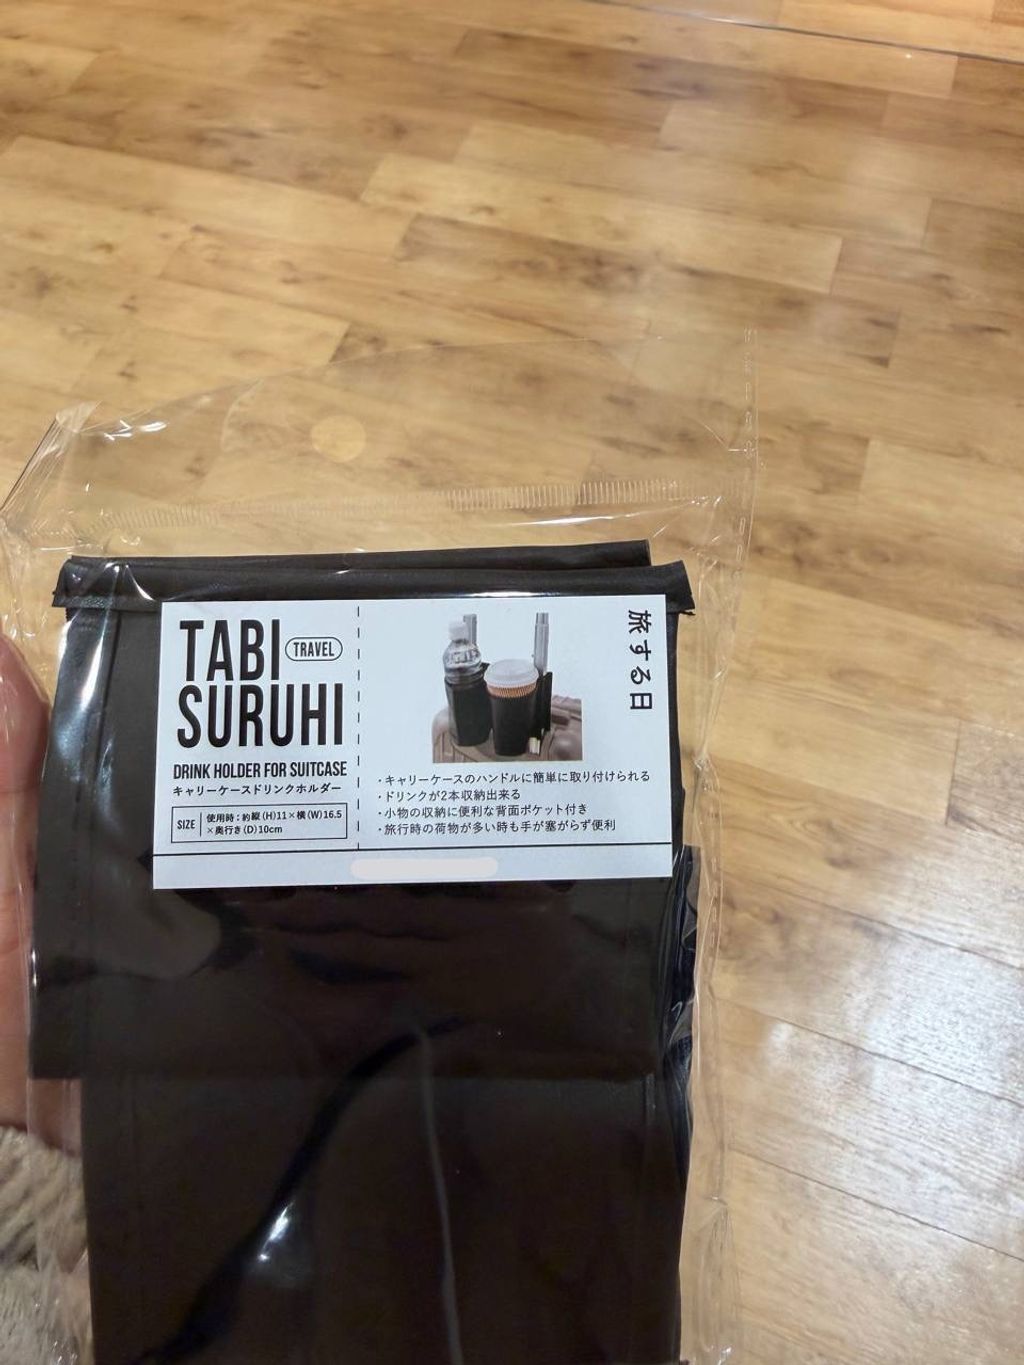 TABI
TRAVEL
SURUHI
DRINK HOLDER FOR SUITCASE
キャリーケースドリンクホルダー
SIZE
使用時：約縦(H)11×横(W)16.5
×奥行き(D)10cm
旅する日
・キャリーケースのハンドルに簡単に取り付けられる
・ドリンクが2本収納出来る
・小物の収納に便利な背面ポケット付き
・旅行時の荷物が多い時も手が塞がらず便利